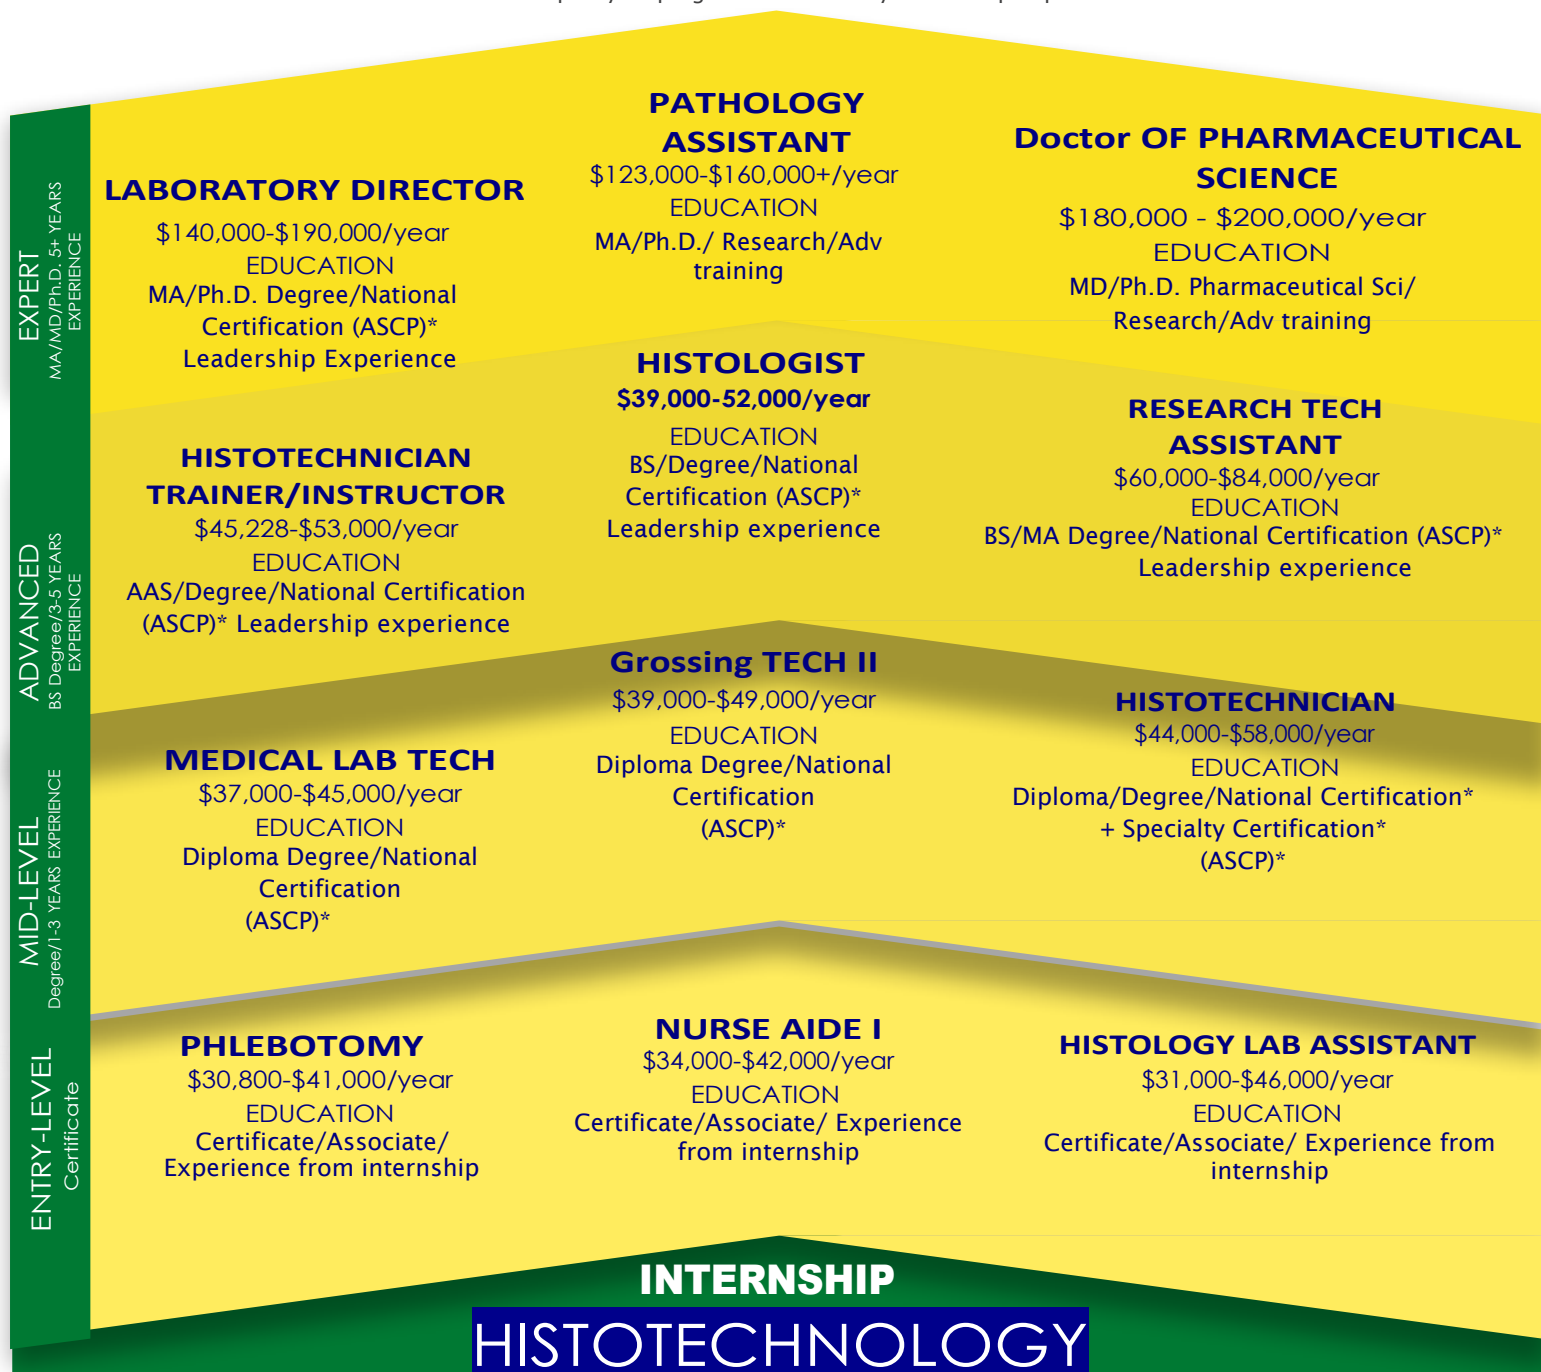 PATHOLOGY
ASSISTANT
$123,000-$160,000+/year
EDUCATION
MA/Ph.D./ Research/Adv
training
Doctor OF PHARMACEUTICAL
SCIENCE
$180,000 - $200,000/year
EDUCATION
MD/Ph.D. Pharmaceutical Sci/
Research/Adv training
LABORATORY DIRECTOR
$140,000-$190,000/year
EDUCATION
MA/Ph.D. Degree/National
Certification (ASCP)*
Leadership Experience
EXPERT
MA/MD/Ph.D. 5+ YEARS
EXPERIENCE
HISTOLOGIST
$39,000-52,000/year
EDUCATION
BS/Degree/National
Certification (ASCP)*
Leadership experience
RESEARCH TECH
ASSISTANT
$60,000-$84,000/year
EDUCATION
BS/MA Degree/National Certification (ASCP)*
Leadership experience
HISTOTECHNICIAN
TRAINER/INSTRUCTOR
$45,228-$53,000/year
EDUCATION
AAS/Degree/National Certification
(ASCP)* Leadership experience
ADVANCED
BS Degree/3-5 YEARS
EXPERIENCE
Grossing TECH II
$39,000-$49,000/year
EDUCATION
Diploma Degree/National
Certification
(ASCP)*
HISTOTECHNICIAN
$44,000-$58,000/year
EDUCATION
Diploma/Degree/National Certification*
+ Specialty Certification*
(ASCP)*
MEDICAL LAB TECH
$37,000-$45,000/year
EDUCATION
Diploma Degree/National
Certification
(ASCP)*
MID-LEVEL
Degree/1-3 YEARS EXPERIENCE
PHLEBOTOMY
$30,800-$41,000/year
EDUCATION
Certificate/Associate/
Experience from internship
NURSE AIDE I
$34,000-$42,000/year
EDUCATION
Certificate/Associate/ Experience
from internship
HISTOLOGY LAB ASSISTANT
$31,000-$46,000/year
EDUCATION
Certificate/Associate/ Experience from
internship
ENTRY-LEVEL
Certificate
INTERNSHIP
HISTOTECHNOLOGY